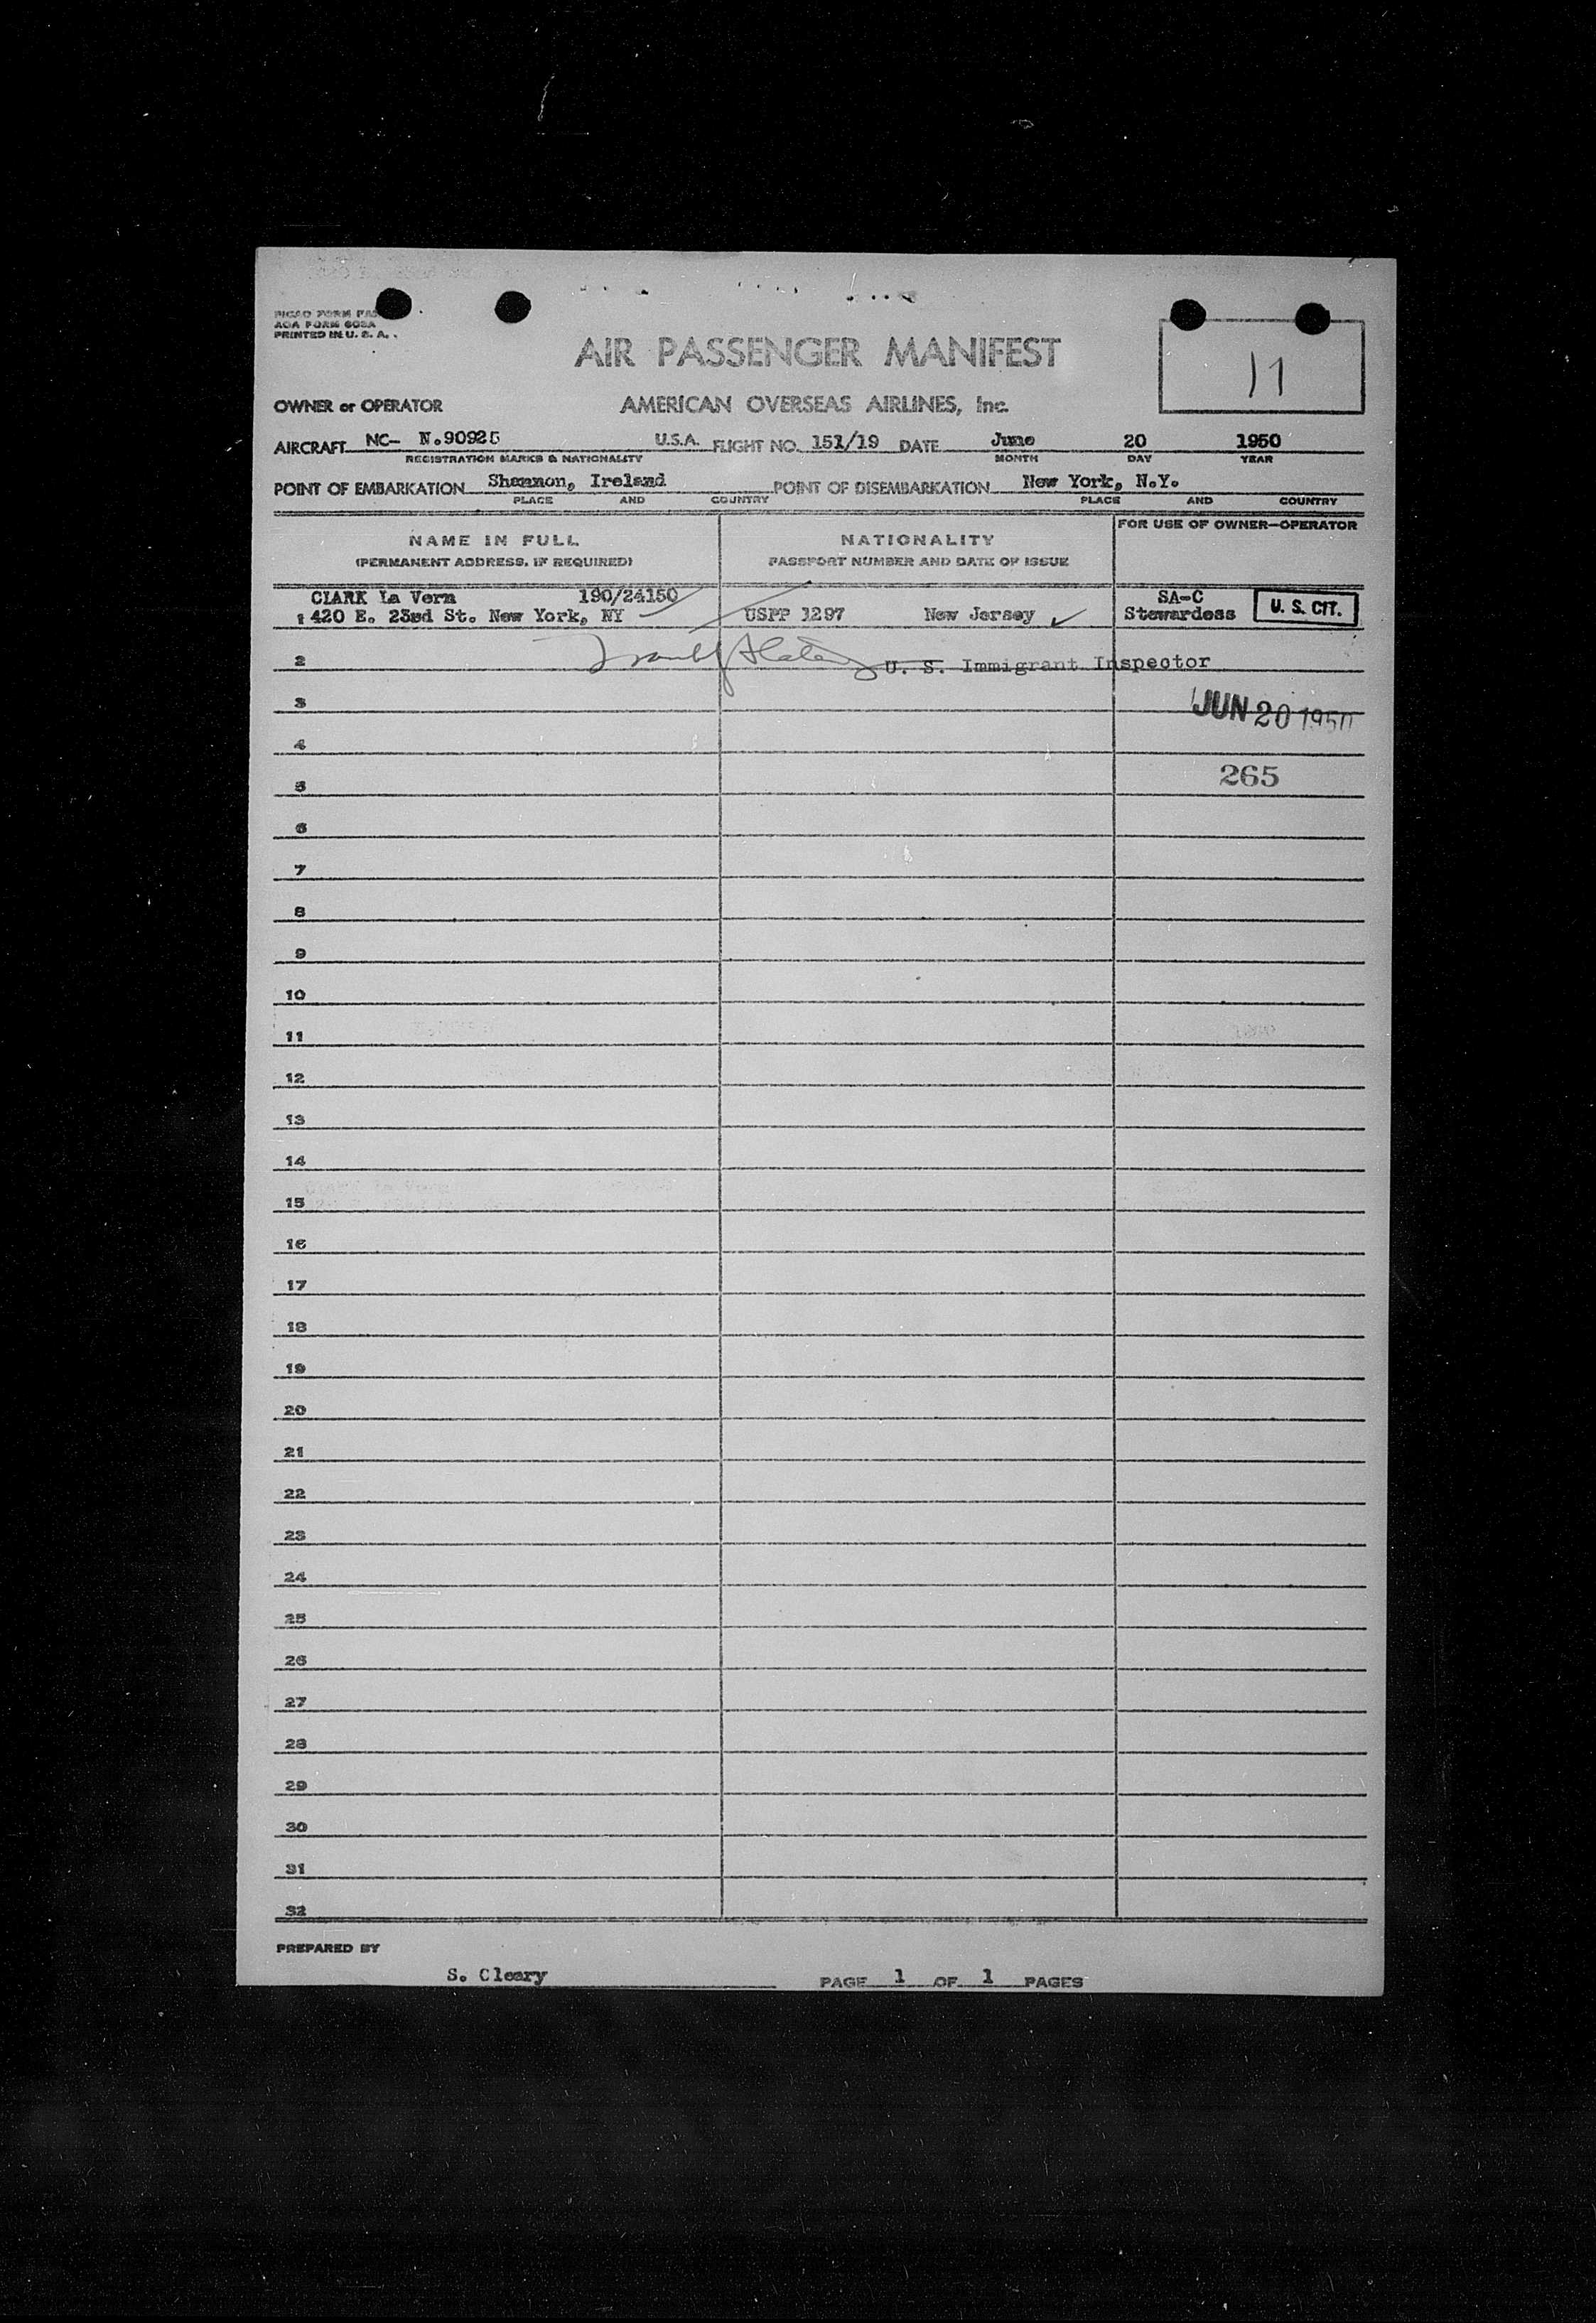 AOA FORM 608A
PRINTED IN U. S. A.
AIR PASSENGER MANIFEST
11
OWNER or OPERATOR AMERICAN OVERSEAS AIRLINES, Inc.
AIRCRAFT NC- N.90925 U.S.A. FLIGHT NO. 151/19 DATE June 20 1950
REGISTRATION MARKS & NATIONALITY MONTH DAY YEAR
POINT OF EMBARKATION Shannon, Ireland POINT OF DISEMBARKATION New York, N.Y.
PLACE AND COUNTRY PLACE AND COUNTRY
NAME IN FULL NATIONALITY FOR USE OF OWNER-OPERATOR
(PERMANENT ADDRESS, IF REQUIRED) PASSPORT NUMBER AND DATE OF ISSUE
CLARK La Vern 190/24150 SA-C
1 420 E. 23rd St. New York, NY USPP 1297 New Jersey Stewardess U. S. CIT.
2 U. S. Immigrant Inspector
3 JUN 20 1950
4
5 265
6
7
8
9
10
11
12
13
14
15
16
17
18
19
20
21
22
23
24
25
26
27
28
29
30
31
32
PREPARED BY
S. Cleary PAGE 1 OF 1 PAGES